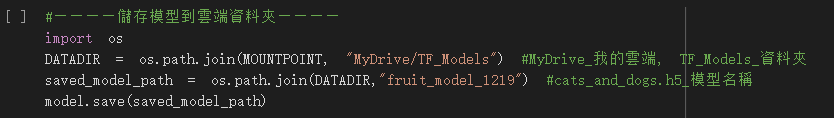 [ ] #－－－－儲存模型到雲端資料夾－－－－
import os
DATADIR = os.path.join(MOUNTPOINT, "MyDrive/TF_Models") #MyDrive_我的雲端, TF_Models_資料夾
saved_model_path = os.path.join(DATADIR,"fruit_model_1219") #cats_and_dogs.h5_模型名稱
model.save(saved_model_path)